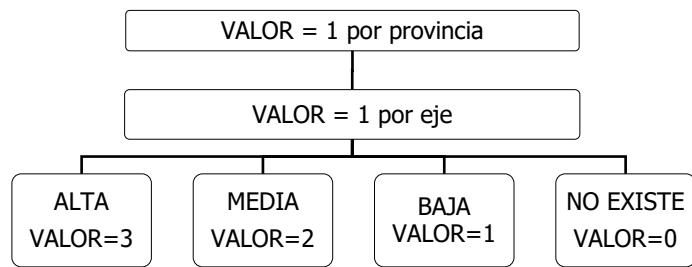 VALOR = 1 por provincia
VALOR = 1 por eje
ALTA
VALOR=3
MEDIA
VALOR=2
BAJA
VALOR=1
NO EXISTE
VALOR=0